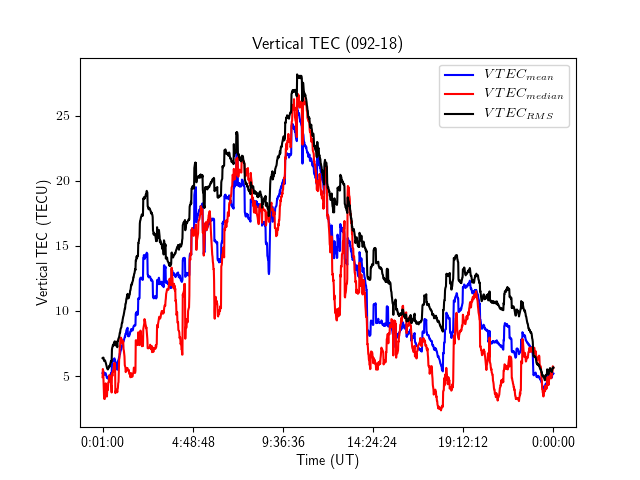 Vertical TEC (092-18)
VTEC_mean
VTEC_median
VTEC_RMS
Vertical TEC (TECU)
25
20
15
10
5
0:01:00 4:48:48 9:36:36 14:24:24 19:12:12 0:00:00
Time (UT)